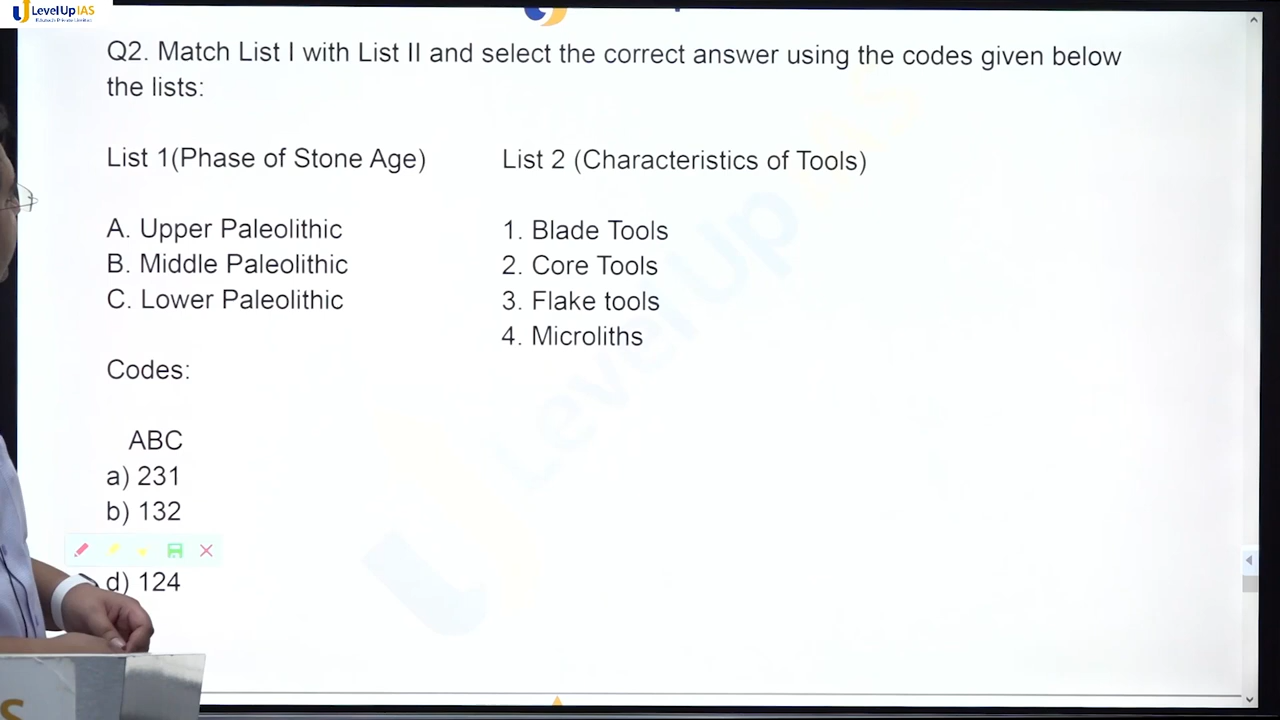 LevelUp IAS
Q2. Match List I with List II and select the correct answer using the codes given below
the lists:
List 1(Phase of Stone Age) List 2 (Characteristics of Tools)
A. Upper Paleolithic 1. Blade Tools
B. Middle Paleolithic 2. Core Tools
C. Lower Paleolithic 3. Flake tools
4. Microliths
Codes:
ABC
a) 231
b) 132
d) 124
LevelUp IAS
S